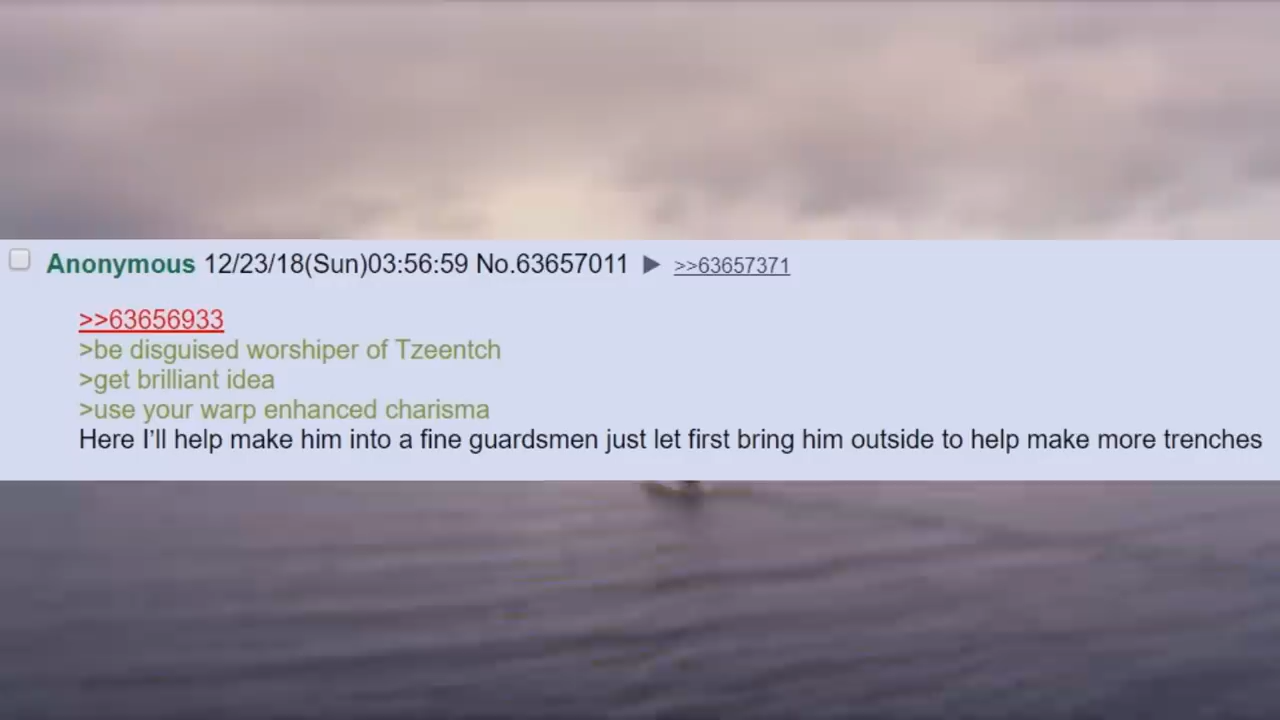 Anonymous 12/23/18(Sun)03:56:59 No.63657011 ▶ >>63657371
>>63656933
>be disguised worshiper of Tzeentch
>get brilliant idea
>use your warp enhanced charisma
Here I’ll help make him into a fine guardsmen just let first bring him outside to help make more trenches